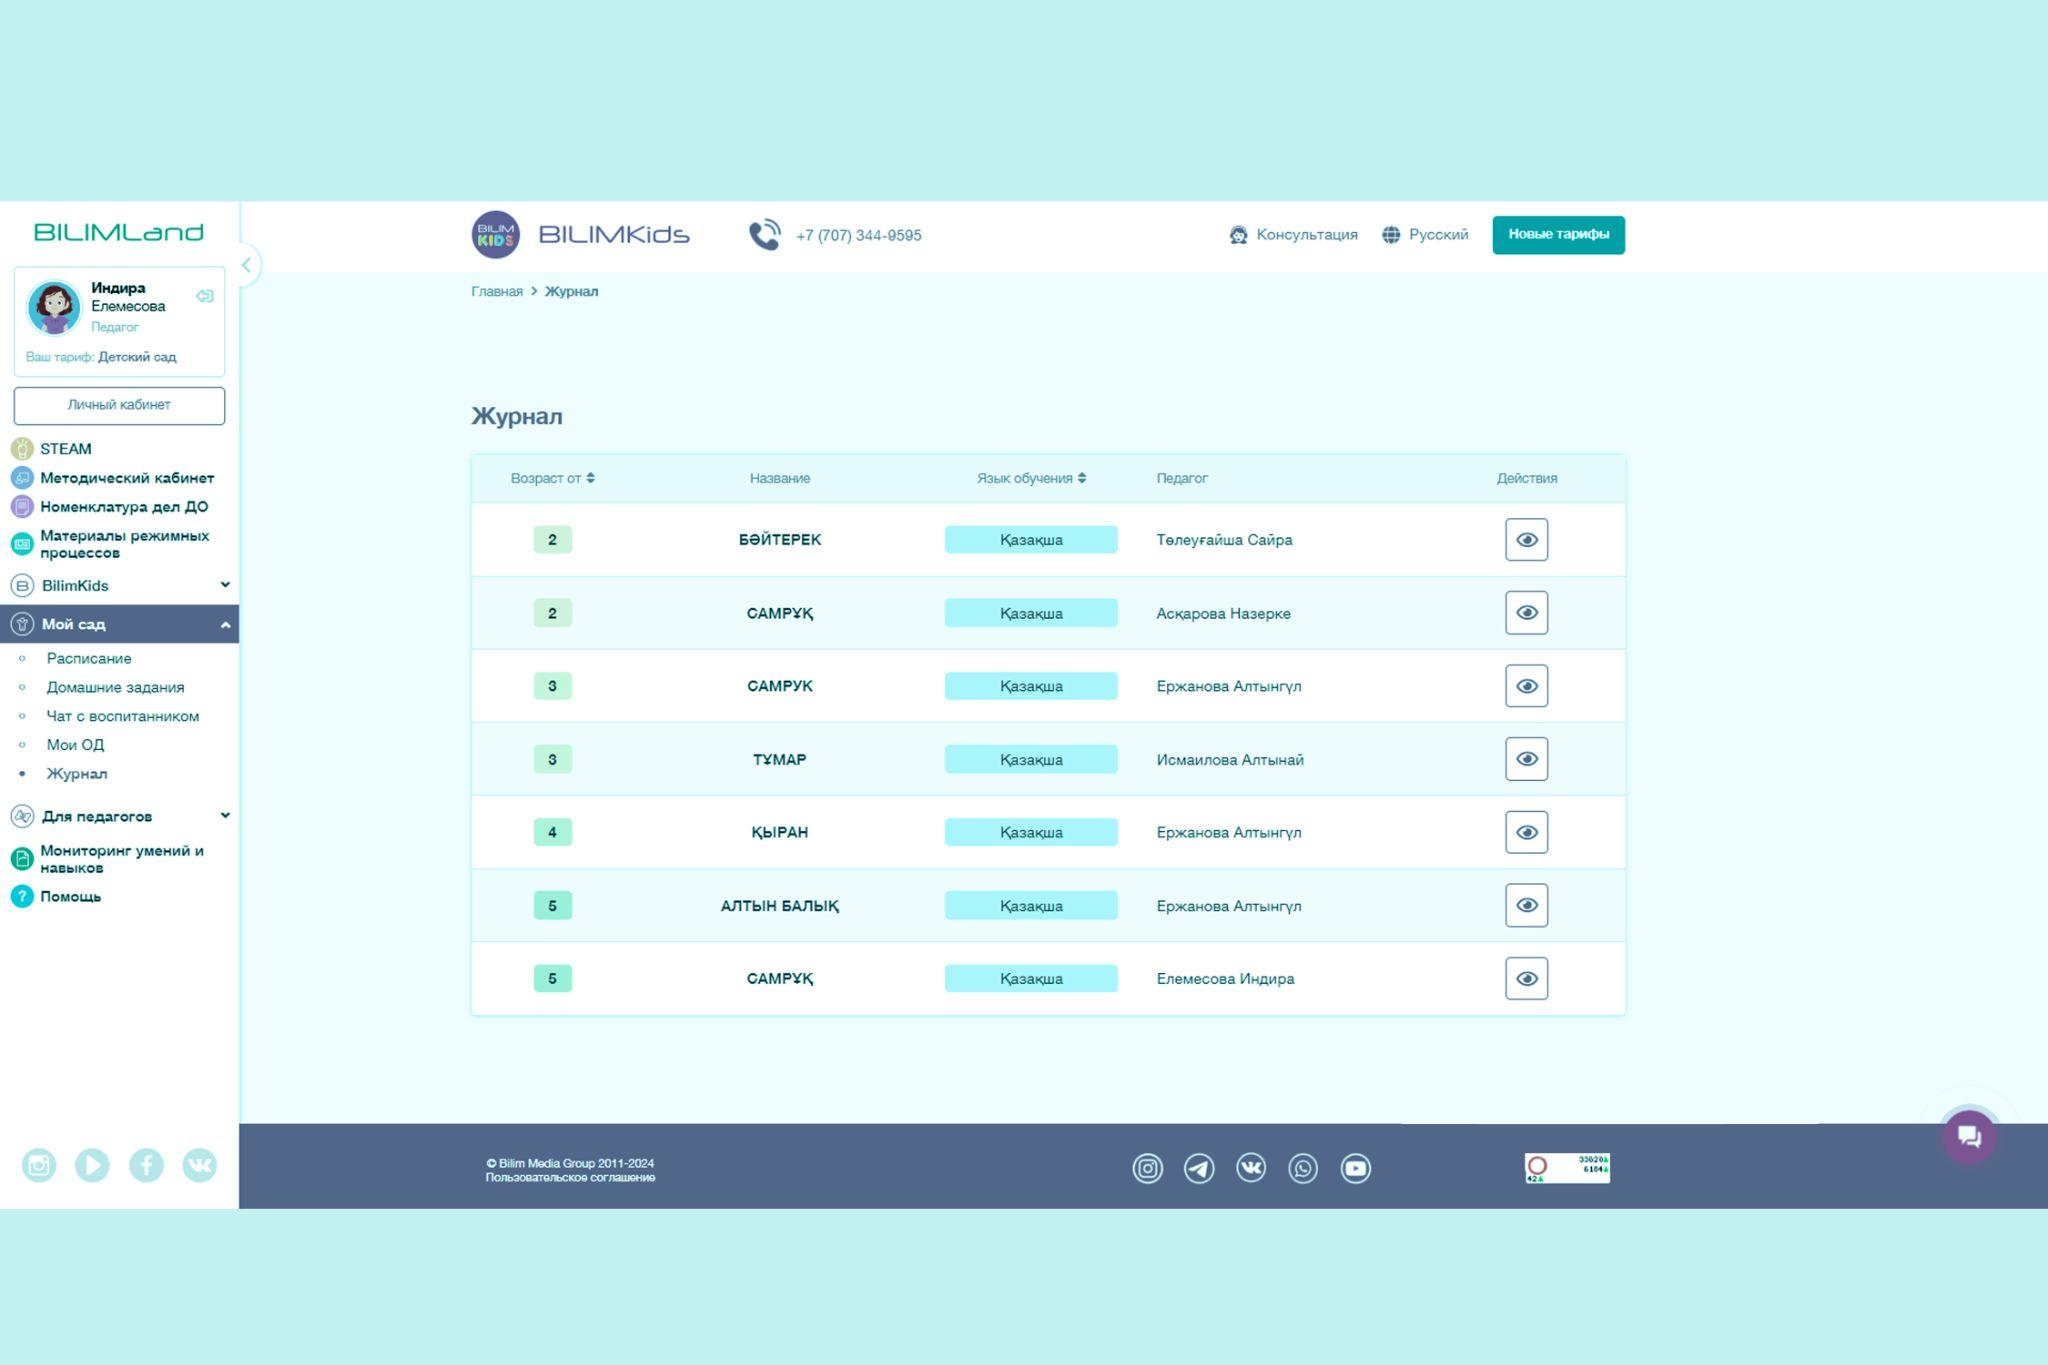 BILIMLand
Индира
Елемесова
Педагог
Ваш тариф: Детский сад
Личный кабинет
STEAM
Методический кабинет
Номенклатура дел ДО
Материалы режимных
процессов
BilimKids
Мой сад
Расписание
Домашние задания
Чат с воспитанником
Мои ОД
Журнал
Для педагогов
Мониторинг умений и
навыков
Помощь
BILIM KIDS BILIMKids +7 (707) 344-9595 Консультация Русский Новые тарифы
Главная > Журнал
Журнал
Возраст от Название Язык обучения Педагог Действия
2 БӘЙТЕРЕК Қазақша Төлеуғайша Сайра
2 САМРҰҚ Қазақша Асқарова Назерке
3 САМРУК Қазақша Ержанова Алтынгүл
3 ТҰМАР Қазақша Исмаилова Алтынай
4 ҚЫРАН Қазақша Ержанова Алтынгүл
5 АЛТЫН БАЛЫҚ Қазақша Ержанова Алтынгүл
5 САМРҰҚ Қазақша Елемесова Индира
© Bilim Media Group 2011-2024
Пользовательское соглашение
33620
6104
42